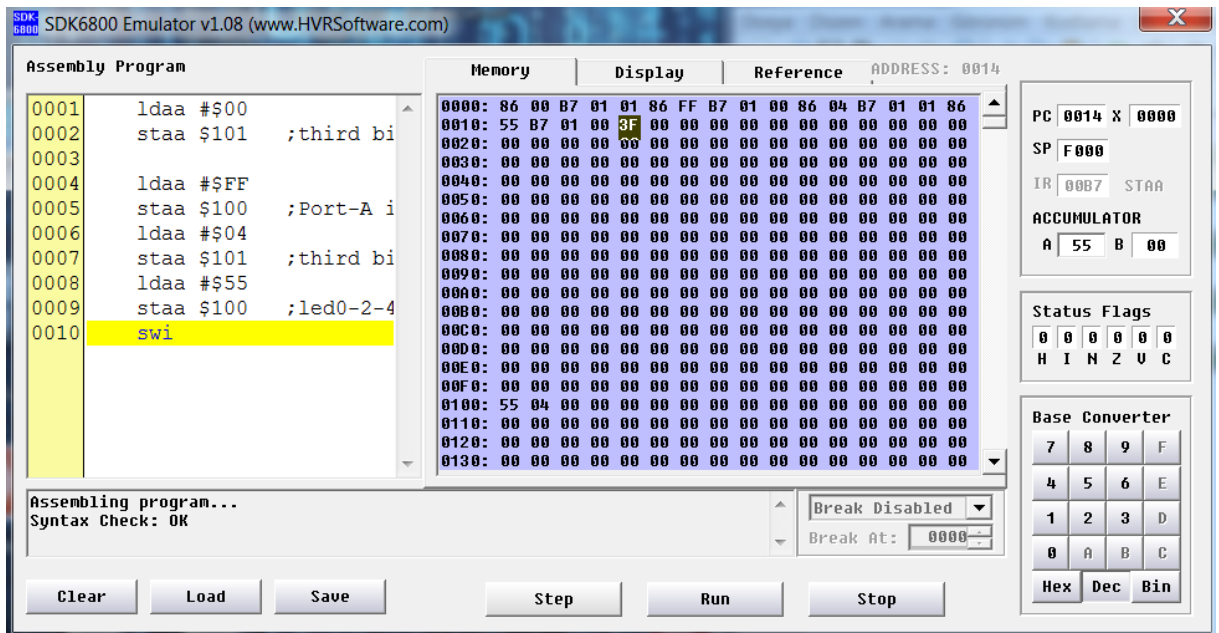 SDK-6800 SDK6800 Emulator v1.08 (www.HVRSoftware.com)
Assembly Program
Memory Display Reference ADDRESS: 0014
0001 ldaa #$00
0002 staa $101 ;third bi
0003
0004 ldaa #$FF
0005 staa $100 ;Port-A i
0006 ldaa #$04
0007 staa $101 ;third bi
0008 ldaa #$55
0009 staa $100 ;led0-2-4
0010 swi
0000: 86 00 B7 01 01 86 FF B7 01 00 86 04 B7 01 01 86
0010: 55 B7 01 00 3F 00 00 00 00 00 00 00 00 00 00 00
0020: 00 00 00 00 00 00 00 00 00 00 00 00 00 00 00 00
0030: 00 00 00 00 00 00 00 00 00 00 00 00 00 00 00 00
0040: 00 00 00 00 00 00 00 00 00 00 00 00 00 00 00 00
0050: 00 00 00 00 00 00 00 00 00 00 00 00 00 00 00 00
0060: 00 00 00 00 00 00 00 00 00 00 00 00 00 00 00 00
0070: 00 00 00 00 00 00 00 00 00 00 00 00 00 00 00 00
0080: 00 00 00 00 00 00 00 00 00 00 00 00 00 00 00 00
0090: 00 00 00 00 00 00 00 00 00 00 00 00 00 00 00 00
00A0: 00 00 00 00 00 00 00 00 00 00 00 00 00 00 00 00
00B0: 00 00 00 00 00 00 00 00 00 00 00 00 00 00 00 00
00C0: 00 00 00 00 00 00 00 00 00 00 00 00 00 00 00 00
00D0: 00 00 00 00 00 00 00 00 00 00 00 00 00 00 00 00
00E0: 00 00 00 00 00 00 00 00 00 00 00 00 00 00 00 00
00F0: 00 00 00 00 00 00 00 00 00 00 00 00 00 00 00 00
0100: 55 04 00 00 00 00 00 00 00 00 00 00 00 00 00 00
0110: 00 00 00 00 00 00 00 00 00 00 00 00 00 00 00 00
0120: 00 00 00 00 00 00 00 00 00 00 00 00 00 00 00 00
0130: 00 00 00 00 00 00 00 00 00 00 00 00 00 00 00 00
PC 0014 X 0000
SP F000
IR 00B7 STAA
ACCUMULATOR
A 55 B 00
Status Flags
0 0 0 0 0 0
H I N Z V C
Base Converter
7 8 9 F
4 5 6 E
1 2 3 D
0 A B C
Hex Dec Bin
Assembling program...
Syntax Check: OK
Break Disabled
Break At: 0000
Clear Load Save Step Run Stop